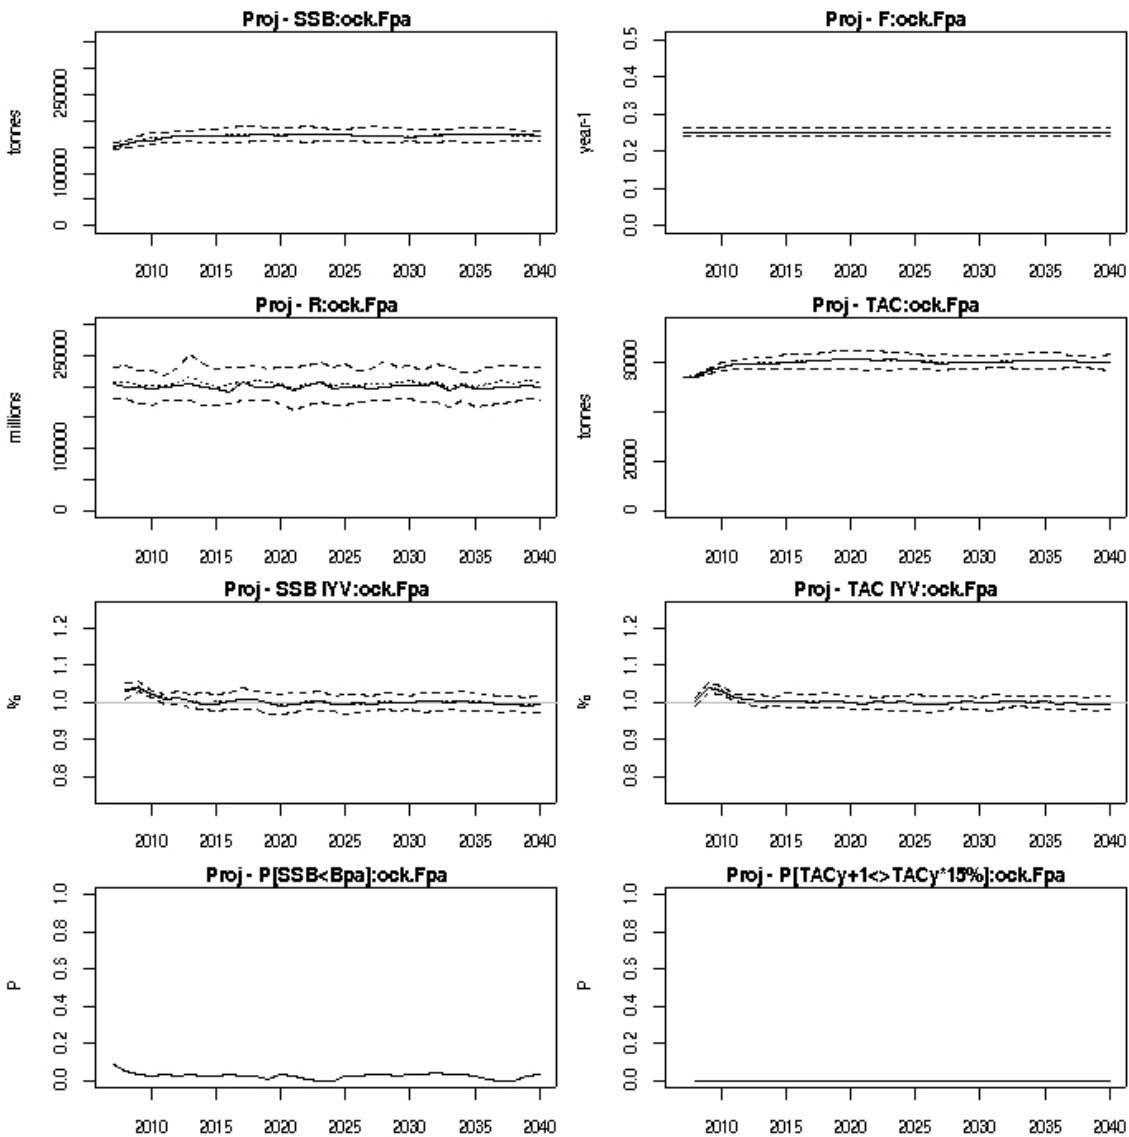 Proj - SSB:ock.Fpa
tonnes
0 100000 250000
2010 2015 2020 2025 2030 2035 2040
Proj - F:ock.Fpa
year-1
0.0 0.1 0.2 0.3 0.4 0.5
2010 2015 2020 2025 2030 2035 2040
Proj - R:ock.Fpa
millions
0 100000 250000
2010 2015 2020 2025 2030 2035 2040
Proj - TAC:ock.Fpa
tonnes
0 20000 50000
2010 2015 2020 2025 2030 2035 2040
Proj - SSB IYV:ock.Fpa
%
0.8 0.9 1.0 1.1 1.2
2010 2015 2020 2025 2030 2035 2040
Proj - TAC IYV:ock.Fpa
%
0.8 0.9 1.0 1.1 1.2
2010 2015 2020 2025 2030 2035 2040
Proj - P[SSB<Bpa]:ock.Fpa
P
0.0 0.2 0.4 0.6 0.8 1.0
2010 2015 2020 2025 2030 2035 2040
Proj - P[TACy+1<>TACy*15%]:ock.Fpa
P
0.0 0.2 0.4 0.6 0.8 1.0
2010 2015 2020 2025 2030 2035 2040